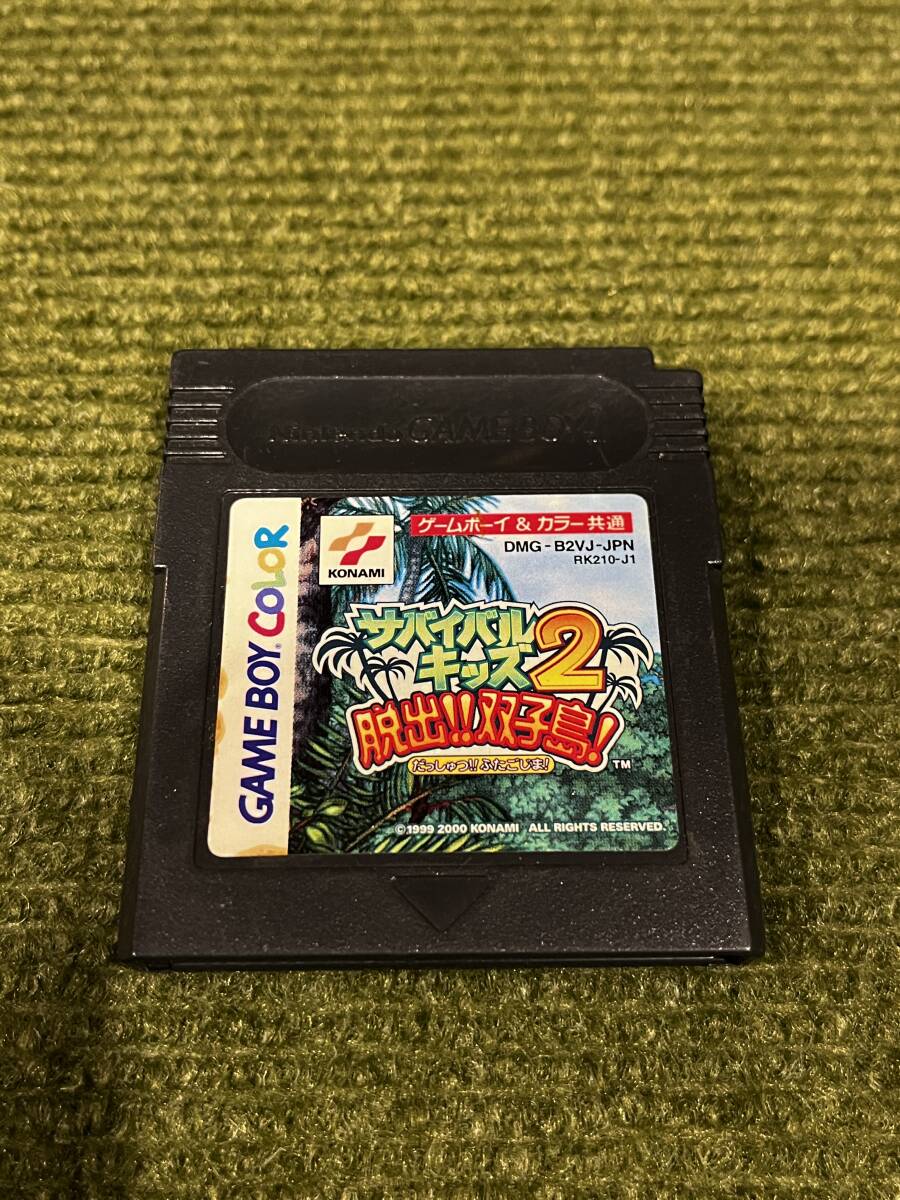 Nintendo GAME BOY
GAME BOY COLOR
KONAMI
ゲームボーイ & カラー共通
DMG-B2VJ-JPN
RK210-J1
サバイバル
キッズ2
脱出!!双子島!
だっしゅつ!!ふたごじま!
TM
©1999 2000 KONAMI ALL RIGHTS RESERVED.